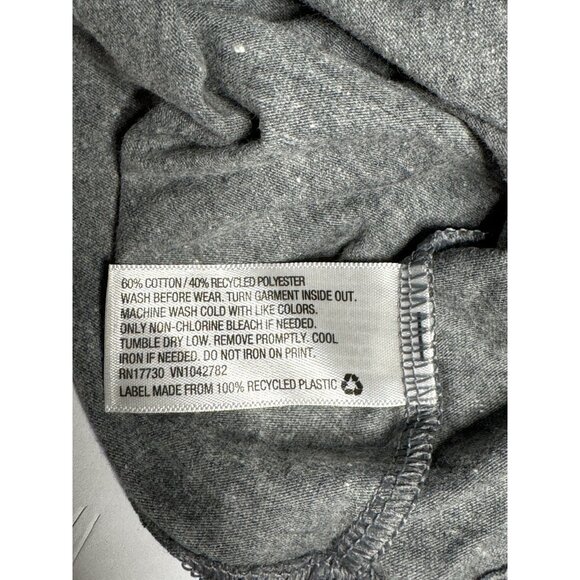 60% COTTON / 40% RECYCLED POLYESTER
WASH BEFORE WEAR. TURN GARMENT INSIDE OUT.
MACHINE WASH COLD WITH LIKE COLORS.
ONLY NON-CHLORINE BLEACH IF NEEDED.
TUMBLE DRY LOW. REMOVE PROMPTLY. COOL
IRON IF NEEDED. DO NOT IRON ON PRINT.
RN17730 VN1042782
LABEL MADE FROM 100% RECYCLED PLASTIC